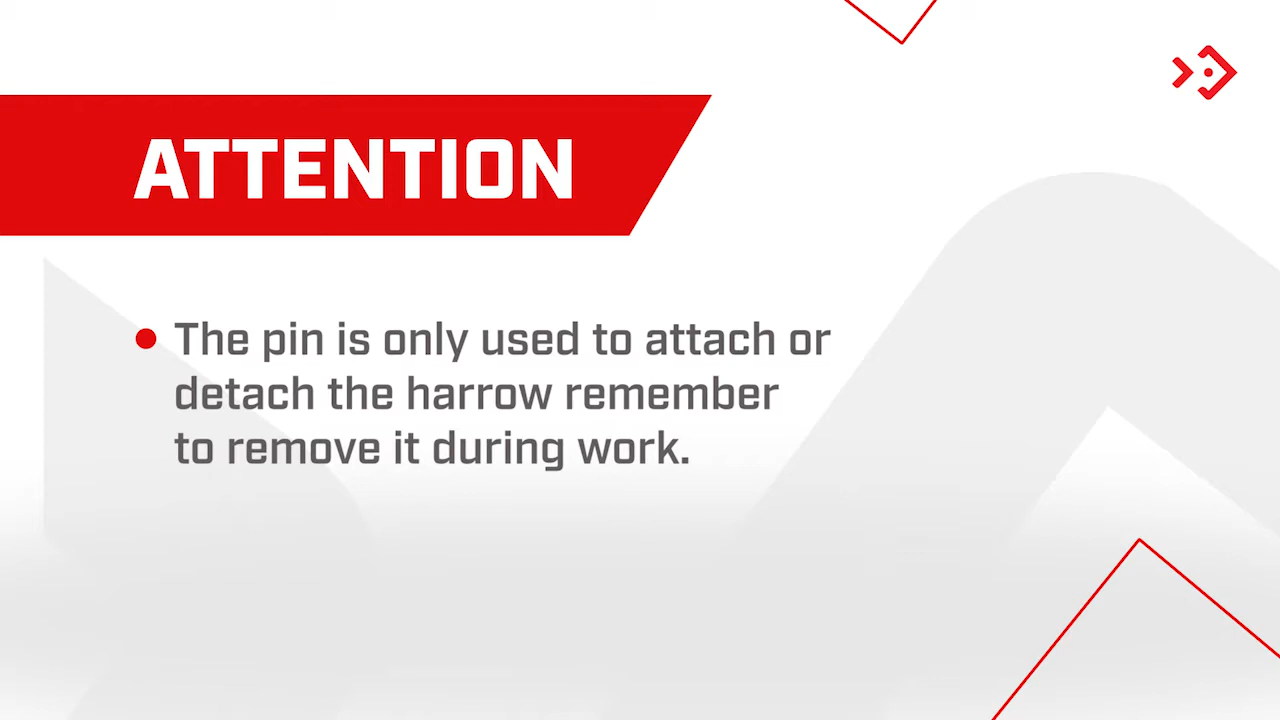 ATTENTION
The pin is only used to attach or
detach the harrow remember
to remove it during work.